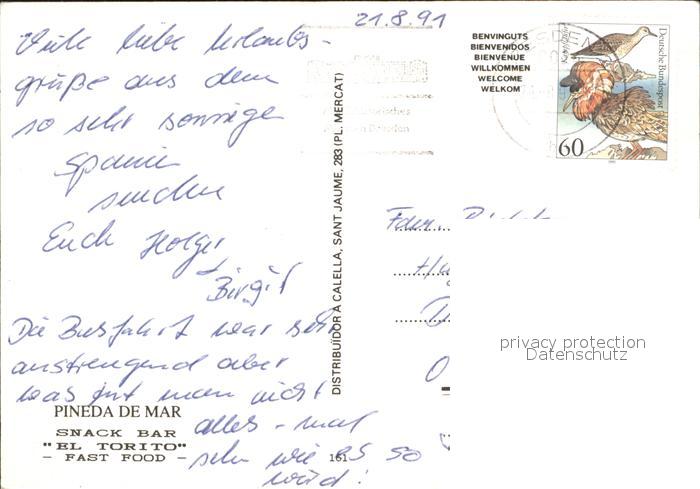 21.8.91
Viele liebe Urlaubs-
grüße aus dem
so sehr sonnige
Spanien
senden
Euch Holger
+ Birgit
Die Busfahrt war sehr
anstrengend aber
was tut man nicht
alles - mal
sehn wie es so
wird!
PINEDA DE MAR
SNACK BAR
"EL TORITO"
- FAST FOOD -
161
DISTRIBUÏDOR A CALELLA, SANT JAUME, 283 (PL. MERCAT)
BENVINGUTS
BIENVENIDOS
BIENVENUE
WILLKOMMEN
WELCOME
WELKOM
Deutsche Bundespost
60
Fam.
privacy protection
Datenschutz